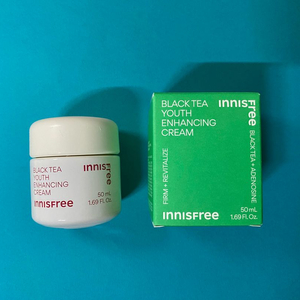 BLACK TEA
YOUTH
ENHANCING
CREAM
INNISFree
50 mL
1.69 FL.Oz.
INNISFree
BLACK TEA
YOUTH
ENHANCING
CREAM
INNISFree
BLACK TEA + ADENOSINE
FIRM + REVITALIZE
50 mL
1.69 FL.Oz.
INNISFree